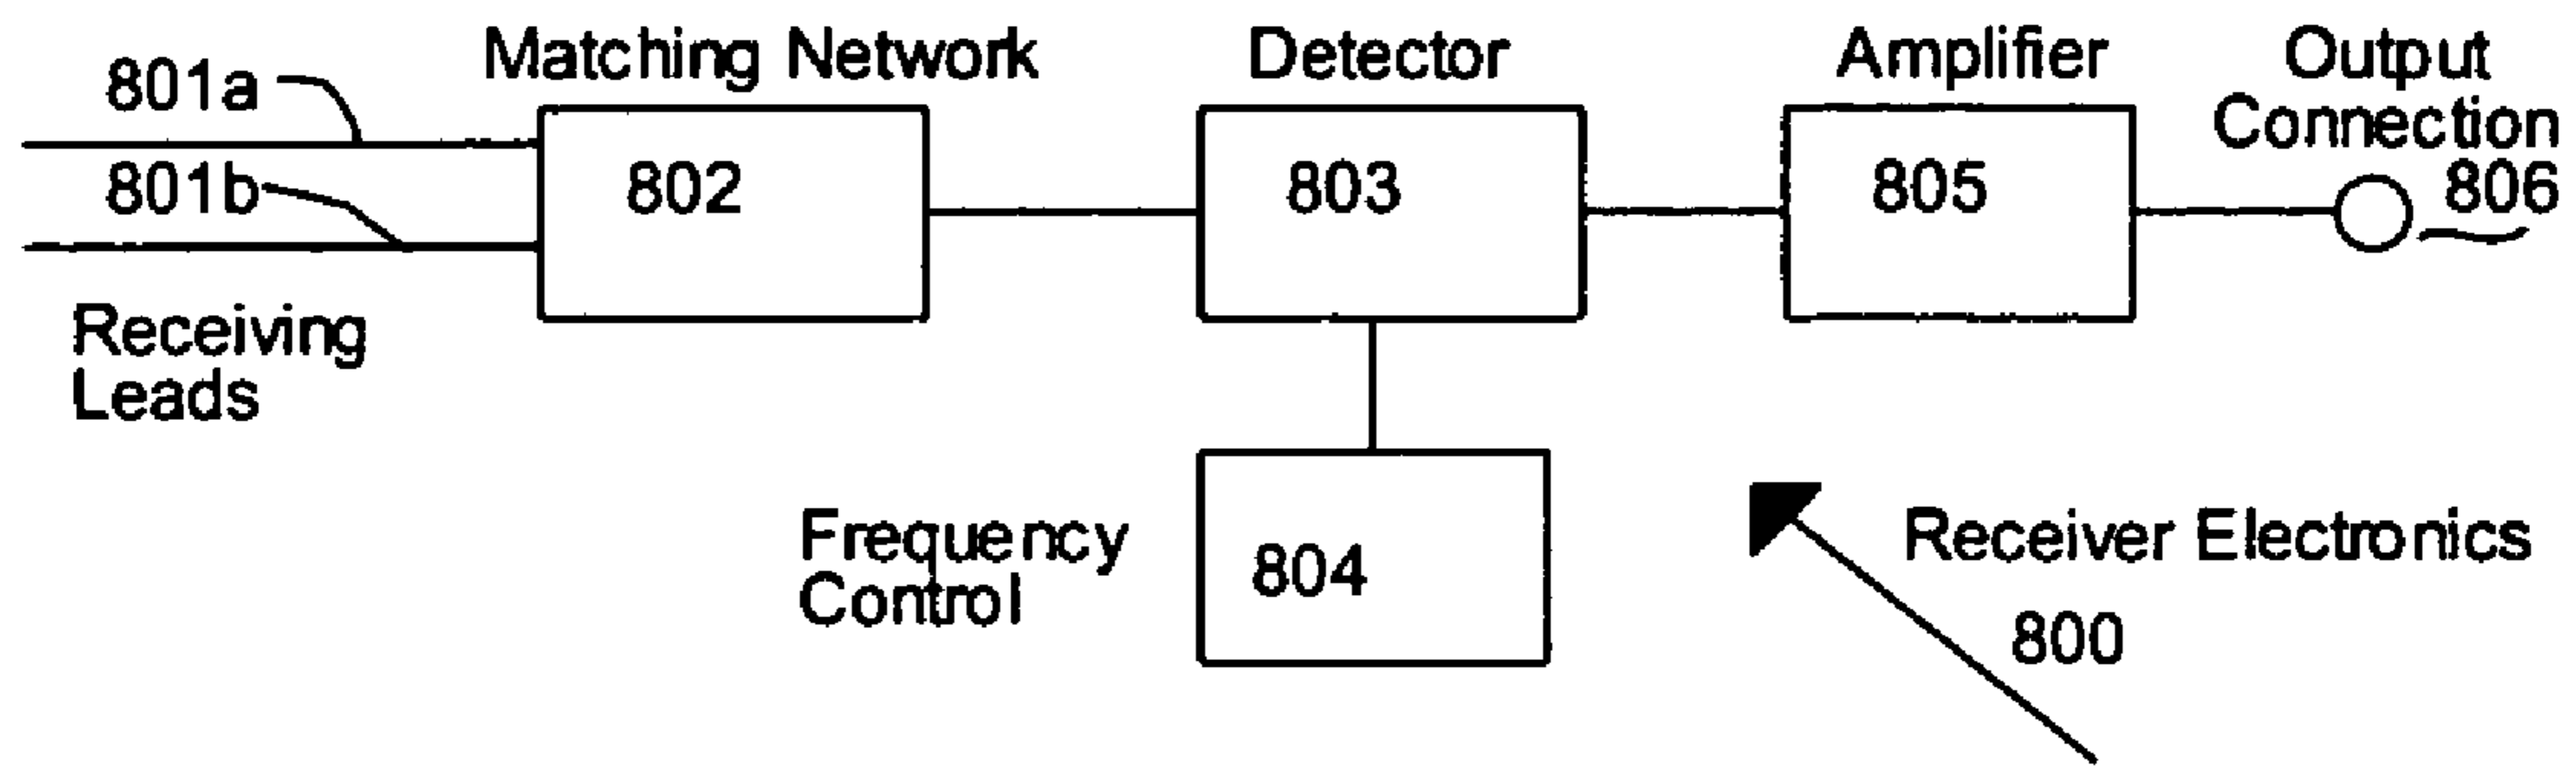 801a
Matching Network
Detector
Amplifier
Output
Connection
801b
802
803
805
806
Receiving
Leads
Frequency
Control
804
Receiver Electronics
800